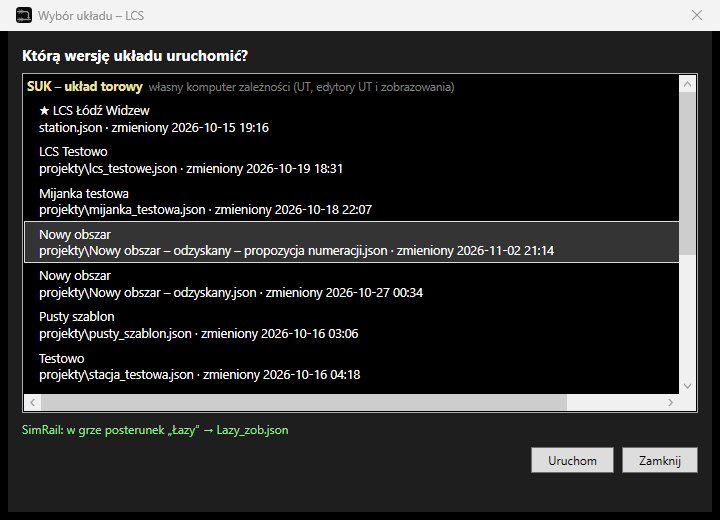 Wybór układu – LCS
Którą wersję układu uruchomić?
SUK – układ torowy własny komputer zależności (UT, edytory UT i zobrazowania)
★ LCS Łódź Widzew
station.json · zmieniony 2026-10-15 19:16
LCS Testowo
projekty\lcs_testowe.json · zmieniony 2026-10-19 18:31
Mijanka testowa
projekty\mijanka_testowa.json · zmieniony 2026-10-18 22:07
Nowy obszar
projekty\Nowy obszar – odzyskany – propozycja numeracji.json · zmieniony 2026-11-02 21:14
Nowy obszar
projekty\Nowy obszar – odzyskany.json · zmieniony 2026-10-27 00:34
Pusty szablon
projekty\pusty_szablon.json · zmieniony 2026-10-16 03:06
Testowo
projekty\stacja_testowa.json · zmieniony 2026-10-16 04:18
SimRail: w grze posterunek „Łazy” → Lazy_zob.json
Uruchom
Zamknij